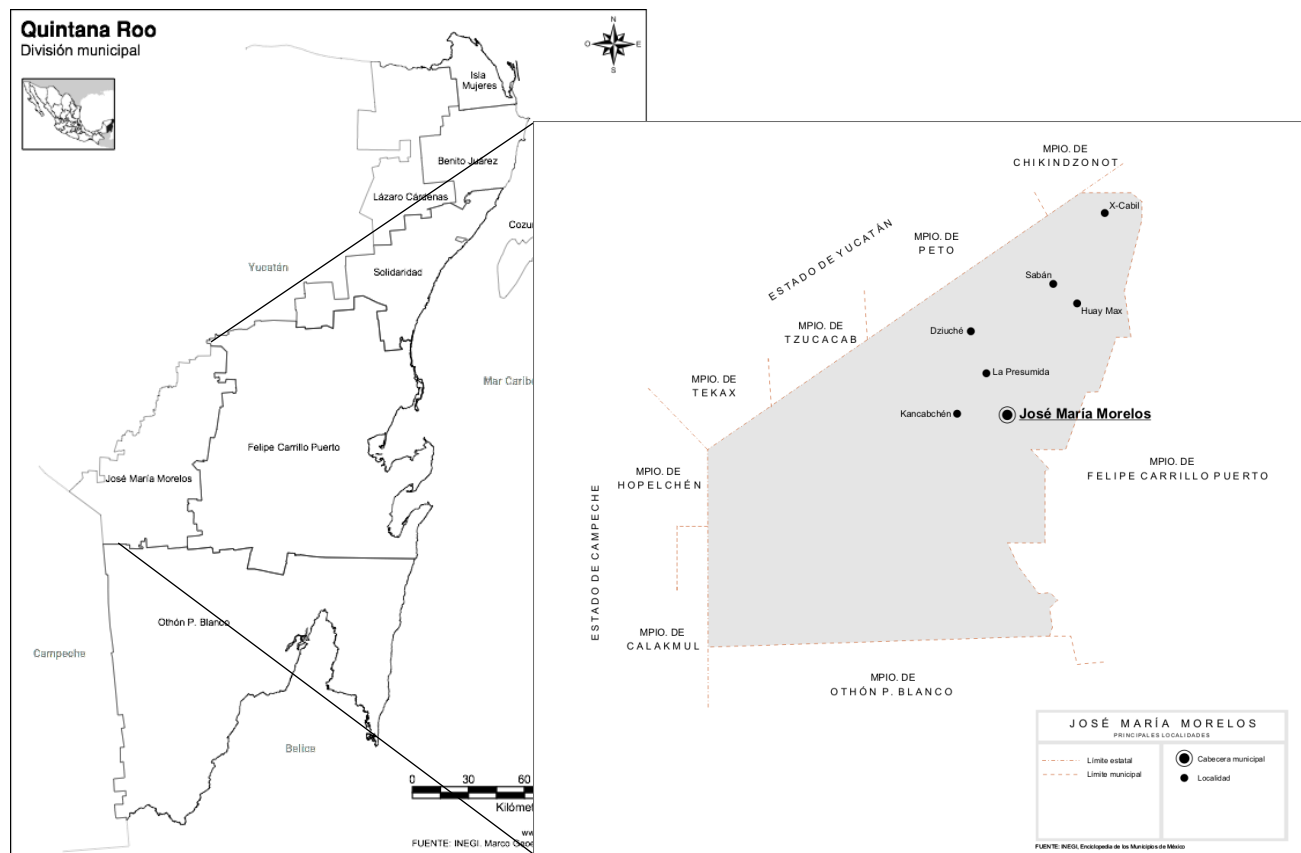 Quintana Roo
División municipal
N
O
E
S
Isla
Mujeres
Benito Juárez
Lázaro Cárdenas
Yucatán
Solidaridad
Mar Caribe
Felipe Carrillo Puerto
José María Morelos
Othón P. Blanco
Campeche
Belice
0 30 60
FUENTE: INEGI. Marco
MPIO. DE
CHIKINDZONOT
X-Cabil
ESTADO DE YUCATÁN
MPIO. DE
PETO
Sabán
Huay Max
MPIO. DE
TZUCACAB
Dziuché
MPIO. DE
TEKAX
La Presumida
Kancabchén
José María Morelos
MPIO. DE
HOPELCHÉN
MPIO. DE
FELIPE CARRILLO PUERTO
ESTADO DE CAMPECHE
MPIO. DE
CALAKMUL
MPIO. DE
OTHÓN P. BLANCO
JOSÉ MARÍA MORELOS
PRINCIPALES LOCALIDADES
Límite estatal
Límite municipal
Cabecera municipal
Localidad
FUENTE: INEGI, Enciclopedia de los Municipios de México